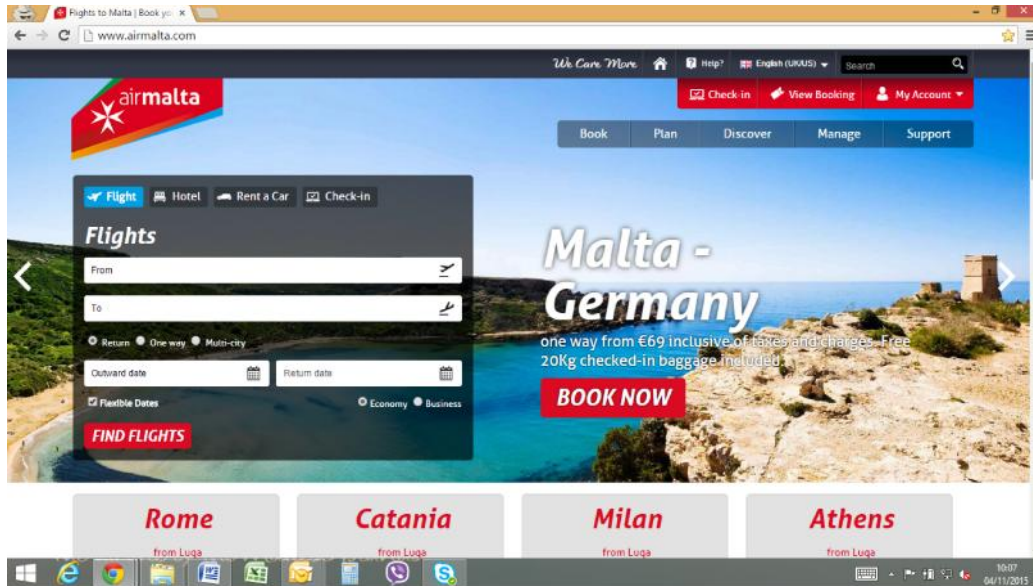 Flights to Malta | Book yo
www.airmalta.com
We Care More Help? English (UK/US) Search
airmalta
Check-in View Booking My Account
Book Plan Discover Manage Support
Flight Hotel Rent a Car Check-in
Flights
From
To
Return One way Multi-city
Outward date Return date
Flexible Dates Economy Business
FIND FLIGHTS
Malta -
Germany
one way from €69 inclusive of taxes and charges. Free
20Kg checked-in baggage included.
BOOK NOW
Rome Catania Milan Athens
from Luqa from Luqa from Luqa from Luqa
10:07
04/11/2015